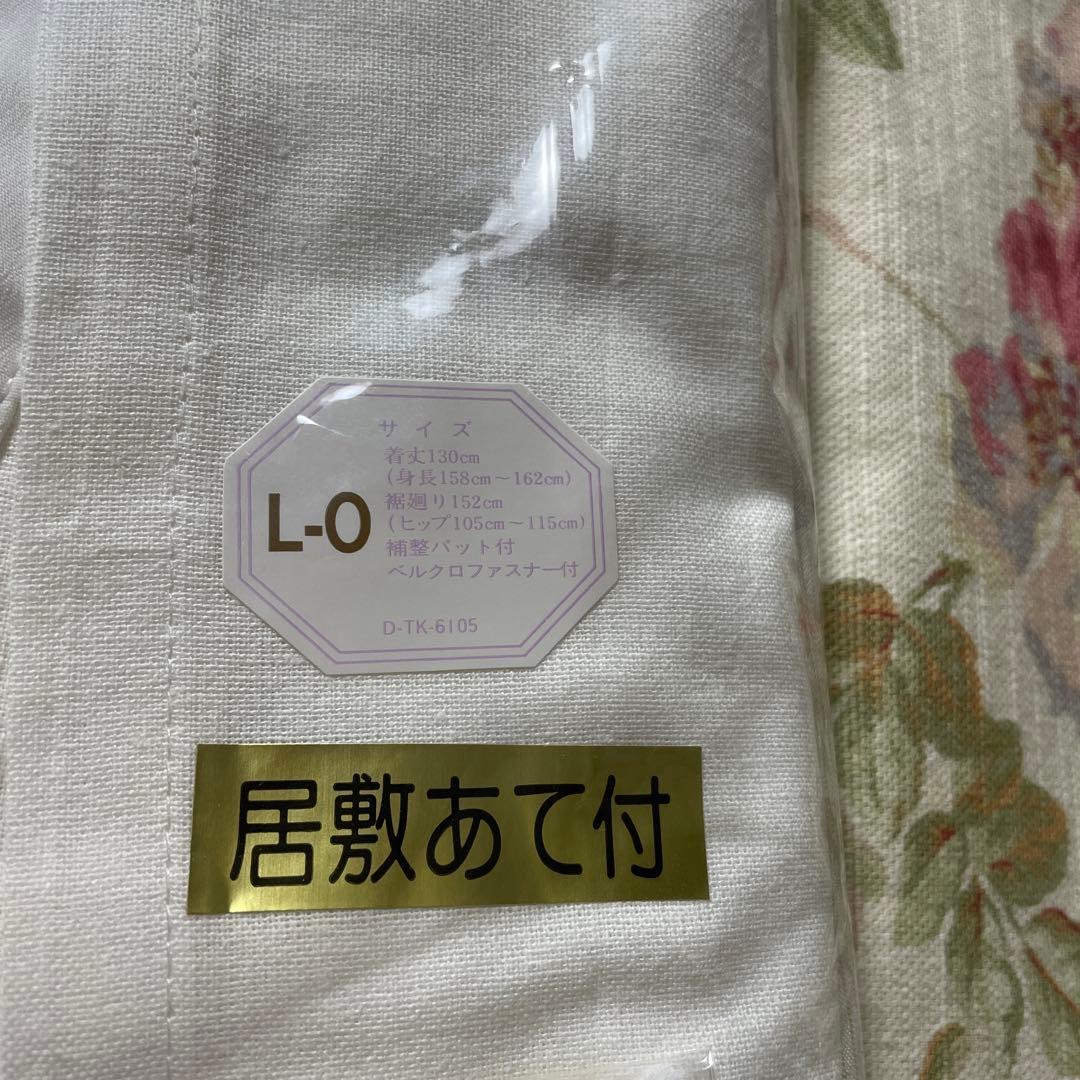 サイズ
着丈130cm
(身長158cm～162cm)
L-O
裾廻り152cm
(ヒップ105cm～115cm)
補整パット付
ベルクロファスナー付
D-TK-6105
居敷あて付